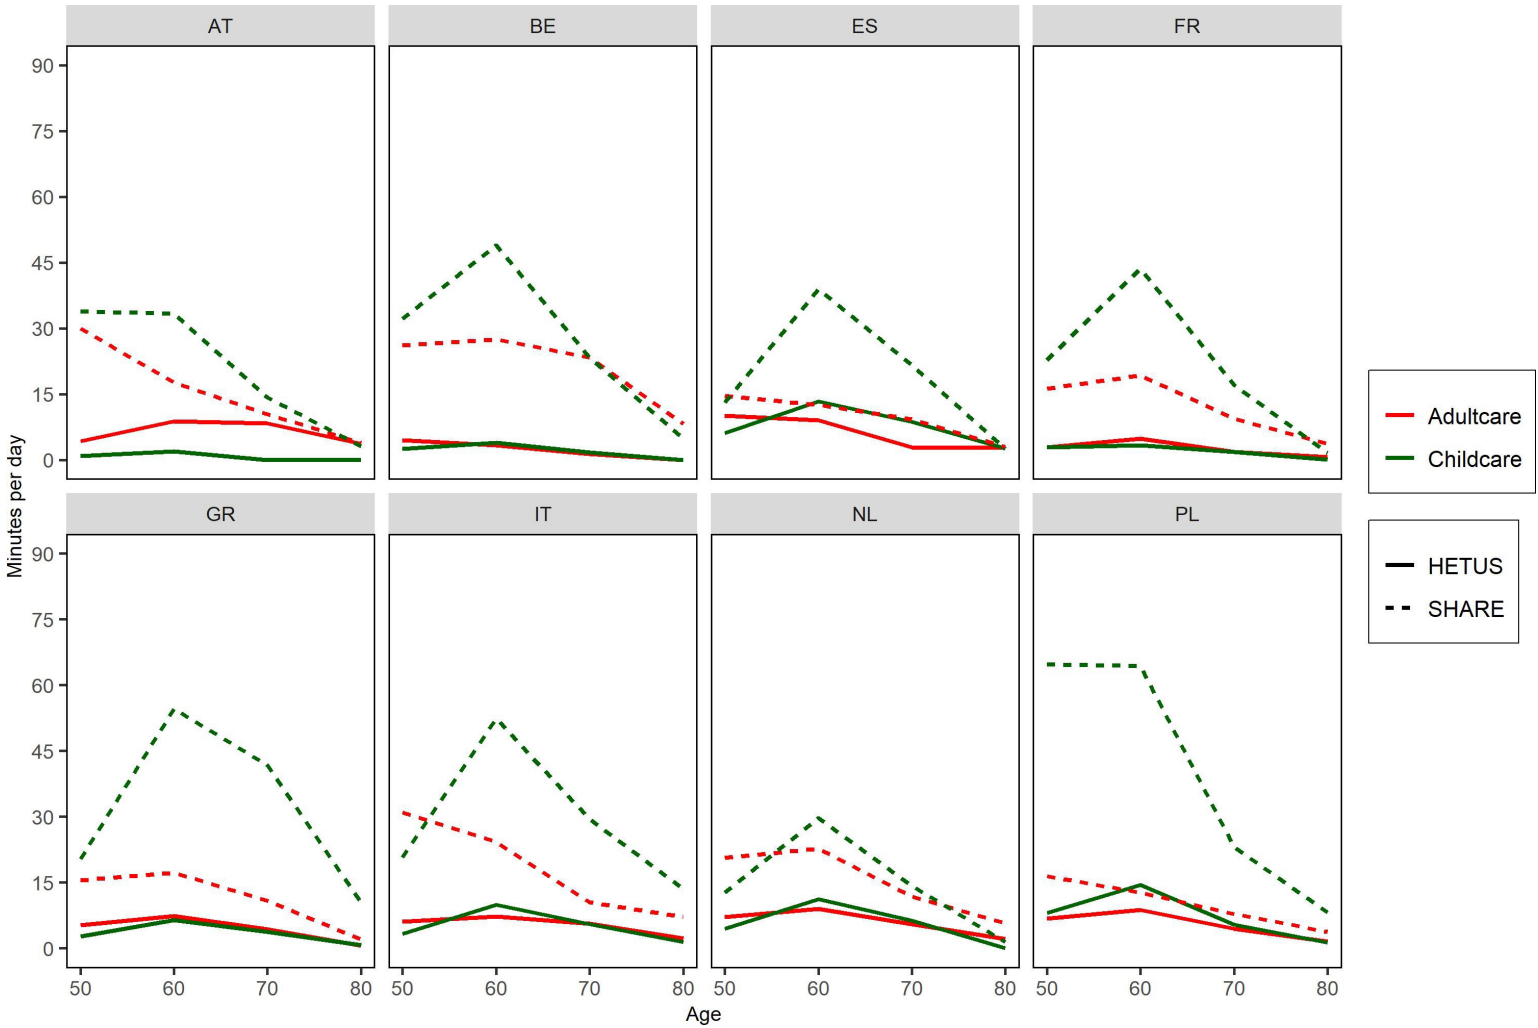 AT BE ES FR
90
75
60
45
30
15
0
GR IT NL PL
90
75
60
45
30
15
0
50 60 70 80 50 60 70 80 50 60 70 80 50 60 70 80
Age
Minutes per day
Adultcare
Childcare
HETUS
SHARE